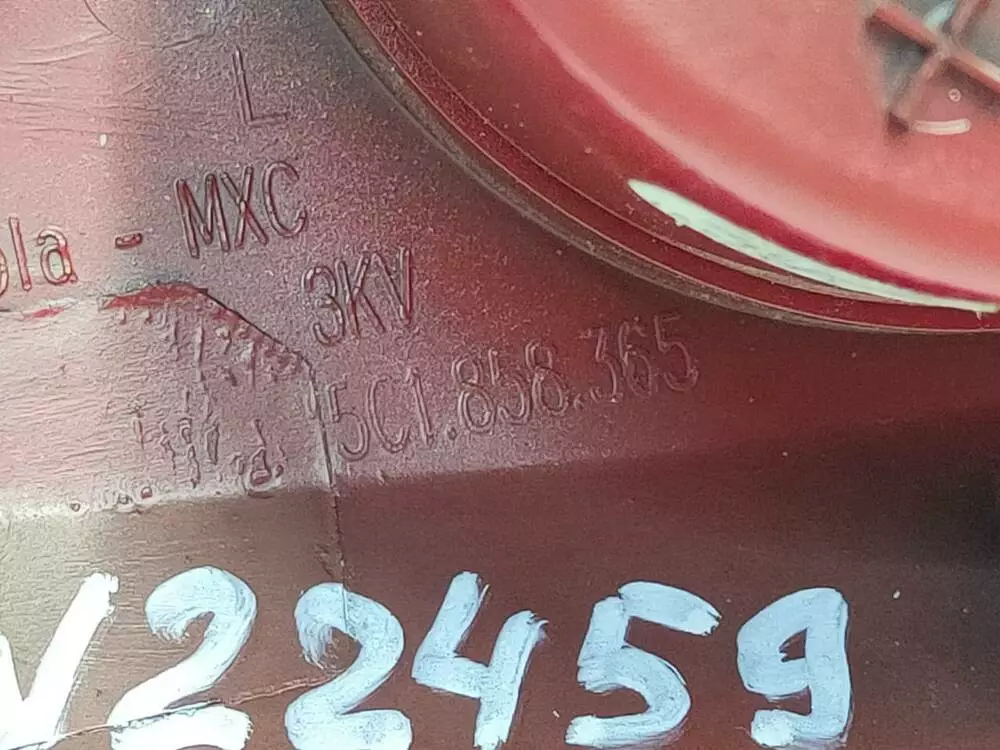 L
ola - MXC
3KV
5C1.858.365
V22459